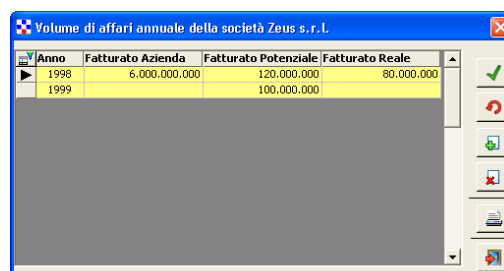 Volume di affari annuale della società Zeus s.r.l.
Anno Fatturato Azienda Fatturato Potenziale Fatturato Reale
1998 6.000.000.000 120.000.000 80.000.000
1999 100.000.000